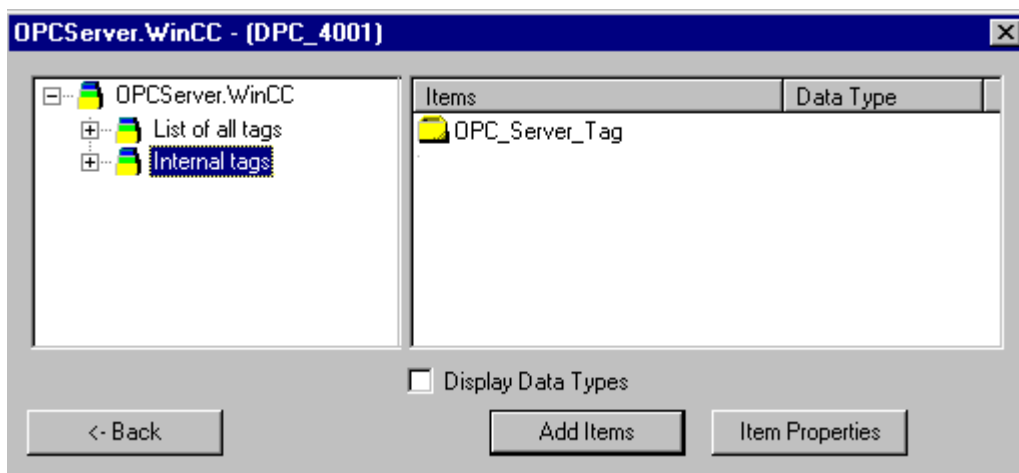 OPCServer.WinCC - (DPC_4001)
OPCServer.WinCC
List of all tags
Internal tags
Items Data Type
OPC_Server_Tag
Display Data Types
<- Back Add Items Item Properties